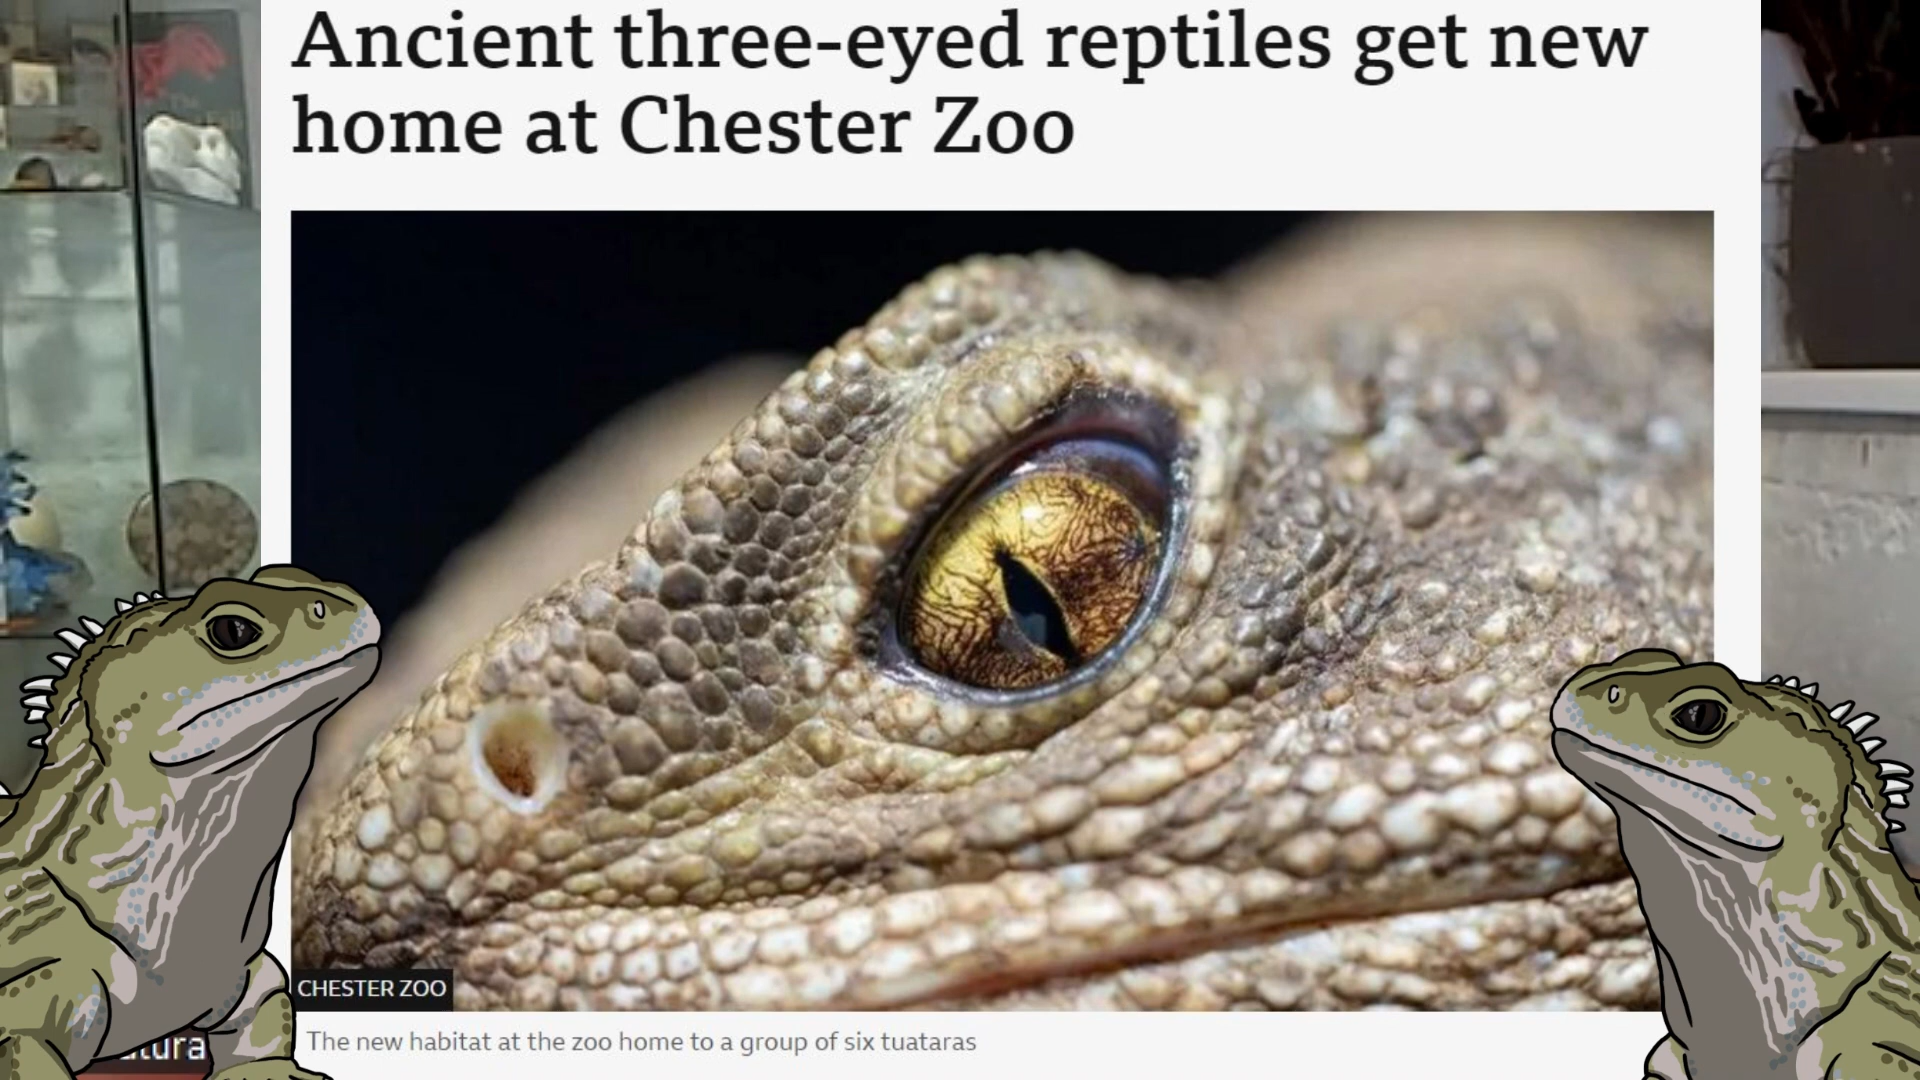 Ancient three-eyed reptiles get new
home at Chester Zoo
CHESTER ZOO
The new habitat at the zoo home to a group of six tuataras